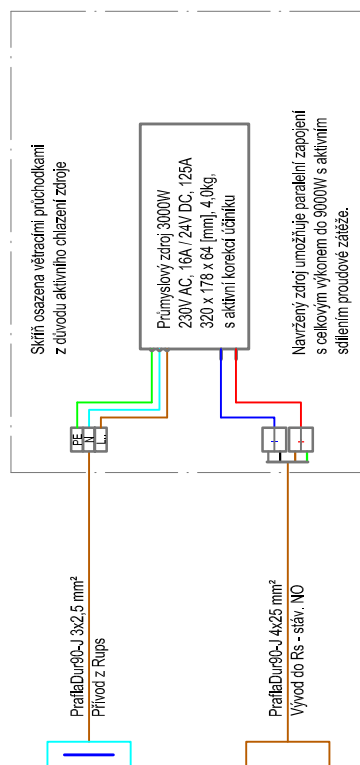 Skříň osazena větracími průchodkami
z důvodu aktivního chlazení zdroje
Průmyslový zdroj 3000W
230V AC, 16A / 24V DC, 125A
320 x 178 x 64 [mm], 4,0kg,
s aktivní korekcí účiníku
Navržený zdroj umožňuje paralelní zapojení
s celkovým výkonem do 9000W s aktivním
sdílením proudové zátěže.
PE
N
L..
PraflaDur90-J 3x2,5 mm²
Přívod z Rups
PraflaDur90-J 4x25 mm²
Vývod do Rs - stáv. NO